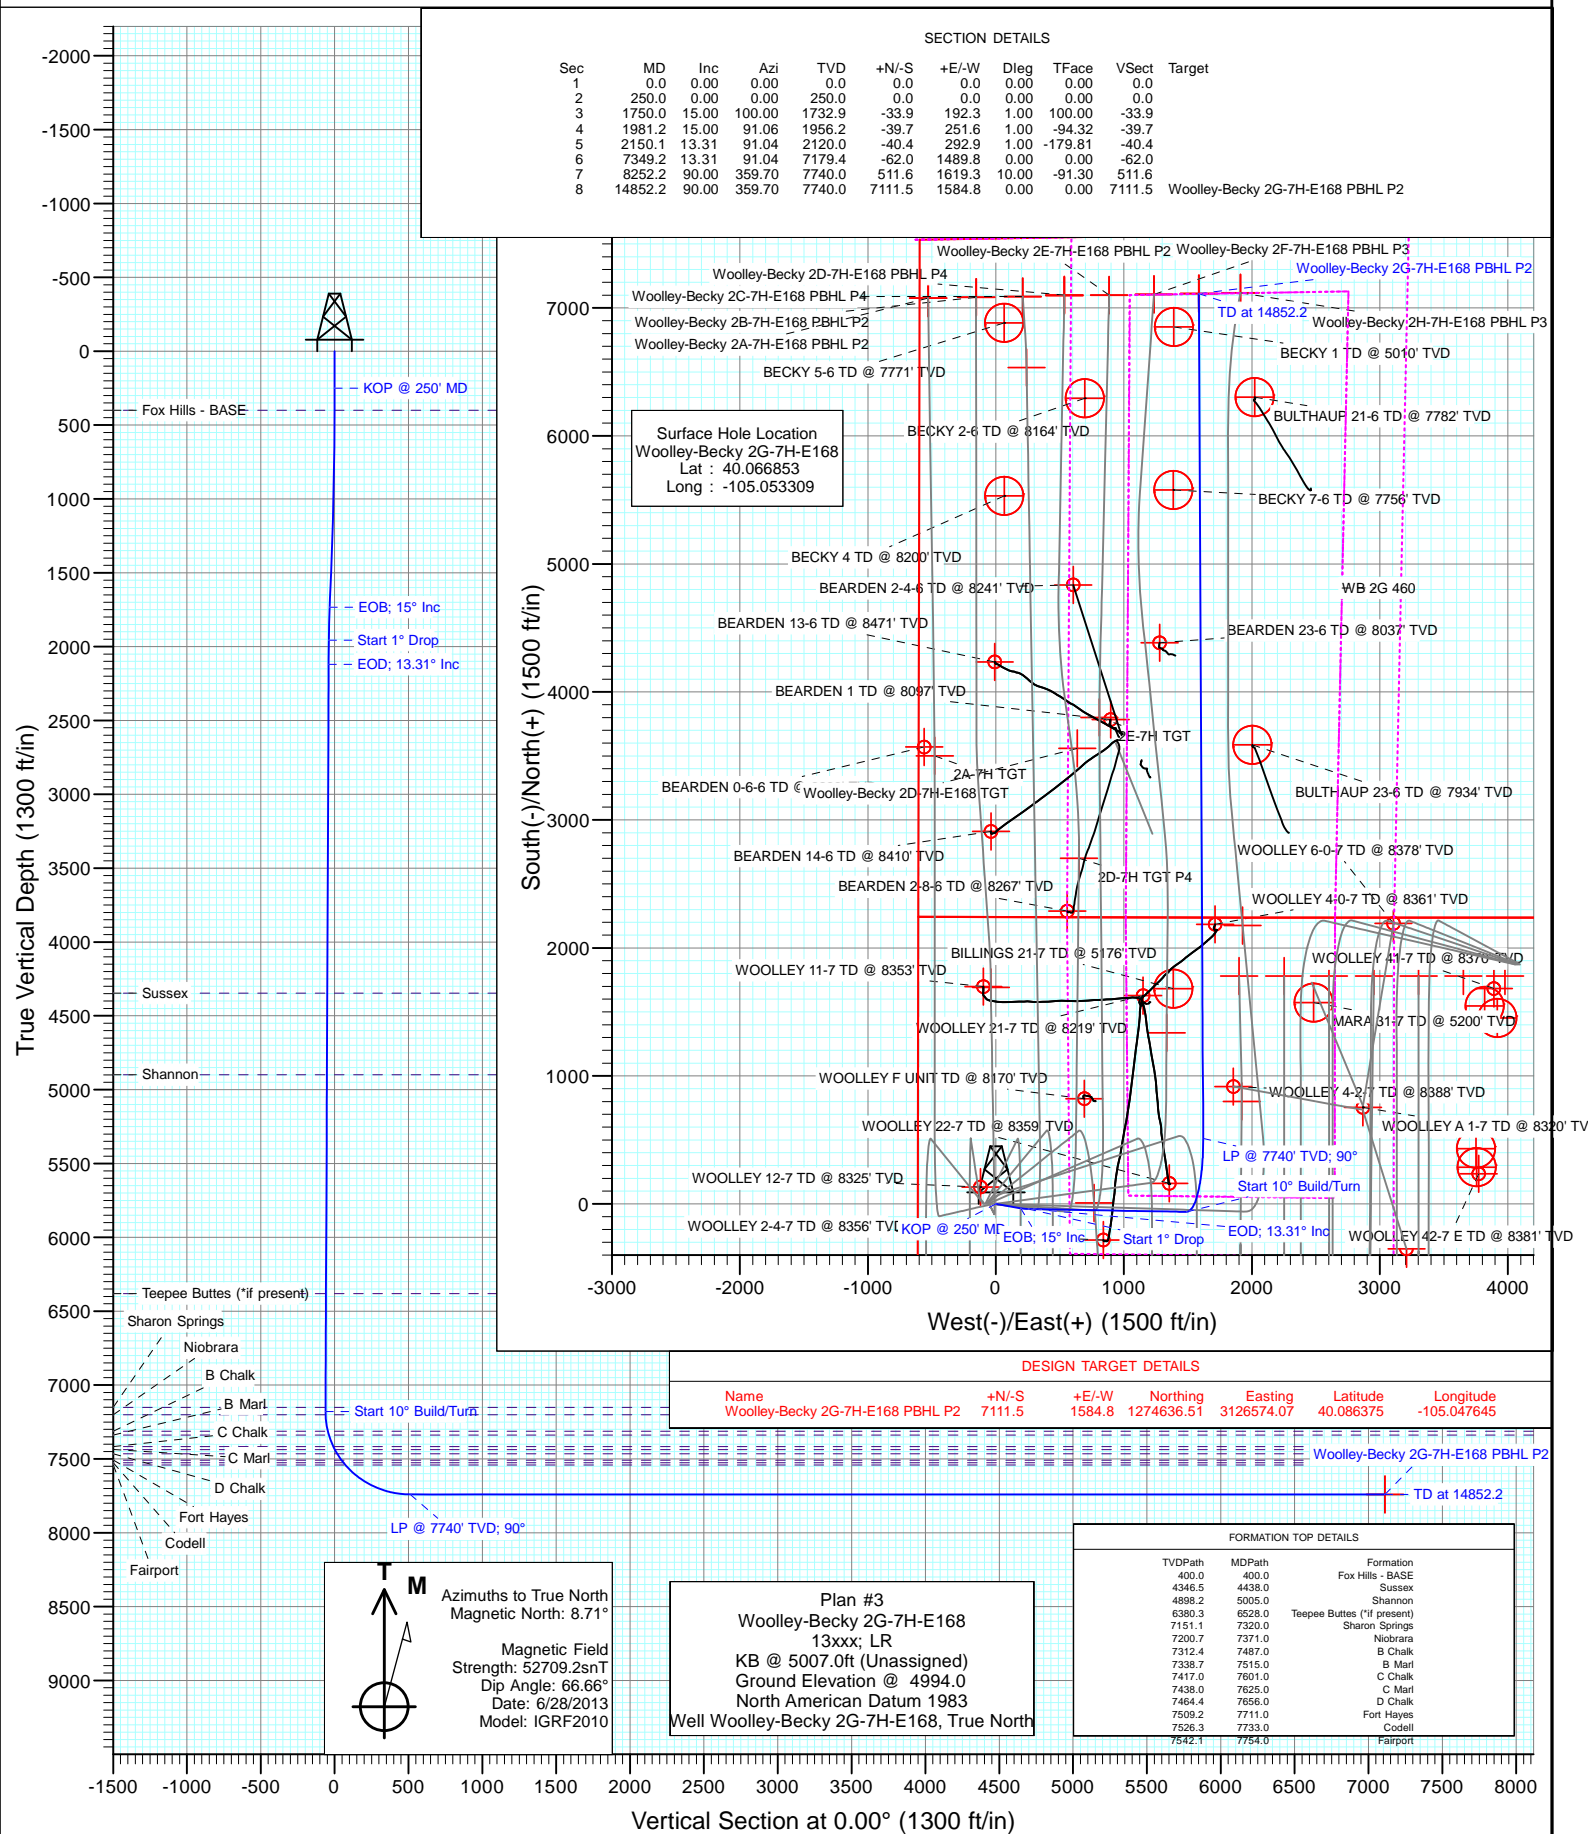 SECTION DETAILS
Sec MD Inc Azi TVD +N/-S +E/-W Dleg TFace VSect Target
1 0.0 0.00 0.00 0.0 0.0 0.0 0.00 0.00 0.0
2 250.0 0.00 0.00 250.0 0.0 0.0 0.00 0.00 0.0
3 1750.0 15.00 100.00 1732.9 -33.9 192.3 1.00 100.00 -33.9
4 1981.2 15.00 91.06 1956.2 -39.7 251.6 1.00 -94.32 -39.7
5 2150.1 13.31 91.04 2120.0 -40.4 292.9 1.00 -179.81 -40.4
6 7349.2 13.31 91.04 7179.4 -62.0 1489.8 0.00 0.00 -62.0
7 8252.2 90.00 359.70 7740.0 511.6 1619.3 10.00 -91.30 511.6
8 14852.2 90.00 359.70 7740.0 7111.5 1584.8 0.00 0.00 7111.5 Woolley-Becky 2G-7H-E168 PBHL P2
True Vertical Depth (1300 ft/in)
-2000
-1500
-1000
-500
0
500
1000
1500
2000
2500
3000
3500
4000
4500
5000
5500
6000
6500
7000
7500
8000
8500
9000
KOP @ 250' MD
Fox Hills - BASE
EOB; 15° Inc
Start 1° Drop
EOD; 13.31° Inc
Sussex
Shannon
Teepee Buttes (*if present)
Sharon Springs
Niobrara
B Chalk
B Marl
C Chalk
C Marl
D Chalk
Fort Hayes
Codell
Fairport
Start 10° Build/Turn
LP @ 7740' TVD; 90°
Woolley-Becky 2G-7H-E168 PBHL P2
TD at 14852.2
-1500 -1000 -500 0 500 1000 1500 2000 2500 3000 3500 4000 4500 5000 5500 6000 6500 7000 7500 8000
Vertical Section at 0.00° (1300 ft/in)
South(-)/North(+) (1500 ft/in)
7000
6000
5000
4000
3000
2000
1000
0
Woolley-Becky 2E-7H-E168 PBHL P2
Woolley-Becky 2F-7H-E168 PBHL P3
Woolley-Becky 2G-7H-E168 PBHL P2
Woolley-Becky 2D-7H-E168 PBHL P4
Woolley-Becky 2C-7H-E168 PBHL P4
Woolley-Becky 2B-7H-E168 PBHL P2
Woolley-Becky 2A-7H-E168 PBHL P2
TD at 14852.2
Woolley-Becky 2H-7H-E168 PBHL P3
BECKY 1 TD @ 5010' TVD
BECKY 5-6 TD @ 7771' TVD
BULTHAUP 21-6 TD @ 7782' TVD
BECKY 2-6 TD @ 8164' TVD
Surface Hole Location
Woolley-Becky 2G-7H-E168
Lat : 40.066853
Long : -105.053309
BECKY 7-6 TD @ 7756' TVD
BECKY 4 TD @ 8200' TVD
BEARDEN 2-4-6 TD @ 8241' TVD
WB 2G 460
BEARDEN 13-6 TD @ 8471' TVD
BEARDEN 23-6 TD @ 8037' TVD
BEARDEN 1 TD @ 8097' TVD
2E-7H TGT
2A-7H TGT
BEARDEN 0-6-6 TD @
Woolley-Becky 2D-7H-E168 TGT
BULTHAUP 23-6 TD @ 7934' TVD
BEARDEN 14-6 TD @ 8410' TVD
WOOLLEY 6-0-7 TD @ 8378' TVD
2D-7H TGT P4
BEARDEN 2-8-6 TD @ 8267' TVD
WOOLLEY 4-0-7 TD @ 8361' TVD
BILLINGS 21-7 TD @ 5176' TVD
WOOLLEY 41-7 TD @ 8370' TVD
WOOLLEY 11-7 TD @ 8353' TVD
WOOLLEY 21-7 TD @ 8219' TVD
MARA 31-7 TD @ 5200' TVD
WOOLLEY F UNIT TD @ 8170' TVD
WOOLLEY 4-2-7 TD @ 8388' TVD
WOOLLEY 22-7 TD @ 8359' TVD
WOOLLEY A 1-7 TD @ 8320' TV
LP @ 7740' TVD; 90°
WOOLLEY 12-7 TD @ 8325' TVD
Start 10° Build/Turn
WOOLLEY 2-4-7 TD @ 8356' TVD
KOP @ 250' MD
EOB; 15° Inc
Start 1° Drop
EOD; 13.31° Inc
WOOLLEY 42-7 E TD @ 8381' TVD
-3000 -2000 -1000 0 1000 2000 3000 4000
West(-)/East(+) (1500 ft/in)
DESIGN TARGET DETAILS
Name +N/-S +E/-W Northing Easting Latitude Longitude
Woolley-Becky 2G-7H-E168 PBHL P2 7111.5 1584.8 1274636.51 3126574.07 40.086375 -105.047645
T
M
Azimuths to True North
Magnetic North: 8.71°
Magnetic Field
Strength: 52709.2snT
Dip Angle: 66.66°
Date: 6/28/2013
Model: IGRF2010
Plan #3
Woolley-Becky 2G-7H-E168
13xxx; LR
KB @ 5007.0ft (Unassigned)
Ground Elevation @ 4994.0
North American Datum 1983
Well Woolley-Becky 2G-7H-E168, True North
FORMATION TOP DETAILS
TVDPath MDPath Formation
400.0 400.0 Fox Hills - BASE
4346.5 4438.0 Sussex
4898.2 5005.0 Shannon
6380.3 6528.0 Teepee Buttes (*if present)
7151.1 7320.0 Sharon Springs
7200.7 7371.0 Niobrara
7312.4 7487.0 B Chalk
7338.7 7515.0 B Marl
7417.0 7601.0 C Chalk
7438.0 7625.0 C Marl
7464.4 7656.0 D Chalk
7509.2 7711.0 Fort Hayes
7526.3 7733.0 Codell
7542.1 7754.0 Fairport